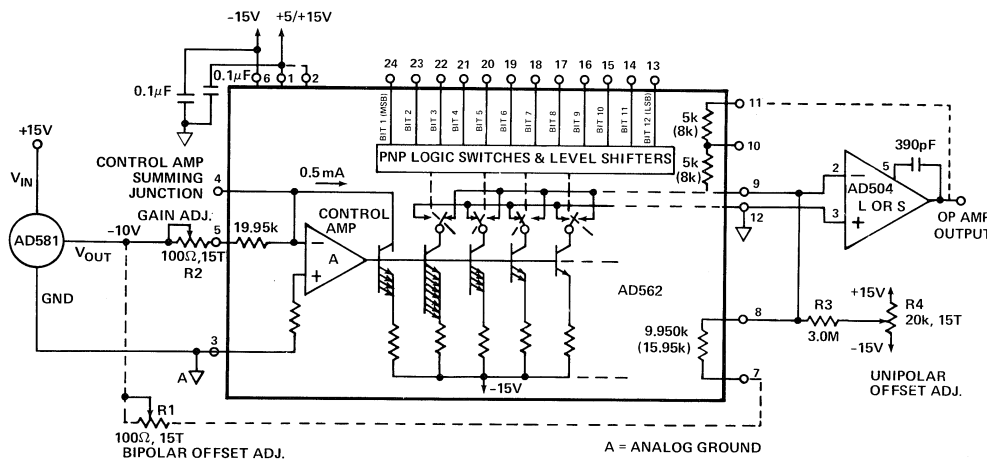 -15V
+5/+15V
0.1µF
0.1µF
6
1
2
24
23
22
21
20
19
18
17
16
15
14
13
BIT 1 (MSB)
BIT 2
BIT 3
BIT 4
BIT 5
BIT 6
BIT 7
BIT 8
BIT 9
BIT 10
BIT 11
BIT 12 (LSB)
PNP LOGIC SWITCHES & LEVEL SHIFTERS
5k
(8k)
5k
(8k)
11
10
9
12
390pF
2
5
3
AD504
L OR S
OP AMP
OUTPUT
+15V
VIN
AD581
VOUT
GND
-10V
CONTROL AMP
SUMMING
JUNCTION
4
0.5mA
GAIN ADJ.
5
19.95k
100Ω,15T
R2
CONTROL
AMP
A
AD562
3
A
-15V
9.950k
(15.95k)
8
7
R3
3.0M
+15V
R4
20k, 15T
-15V
UNIPOLAR
OFFSET ADJ.
R1
100Ω, 15T
BIPOLAR OFFSET ADJ.
A = ANALOG GROUND